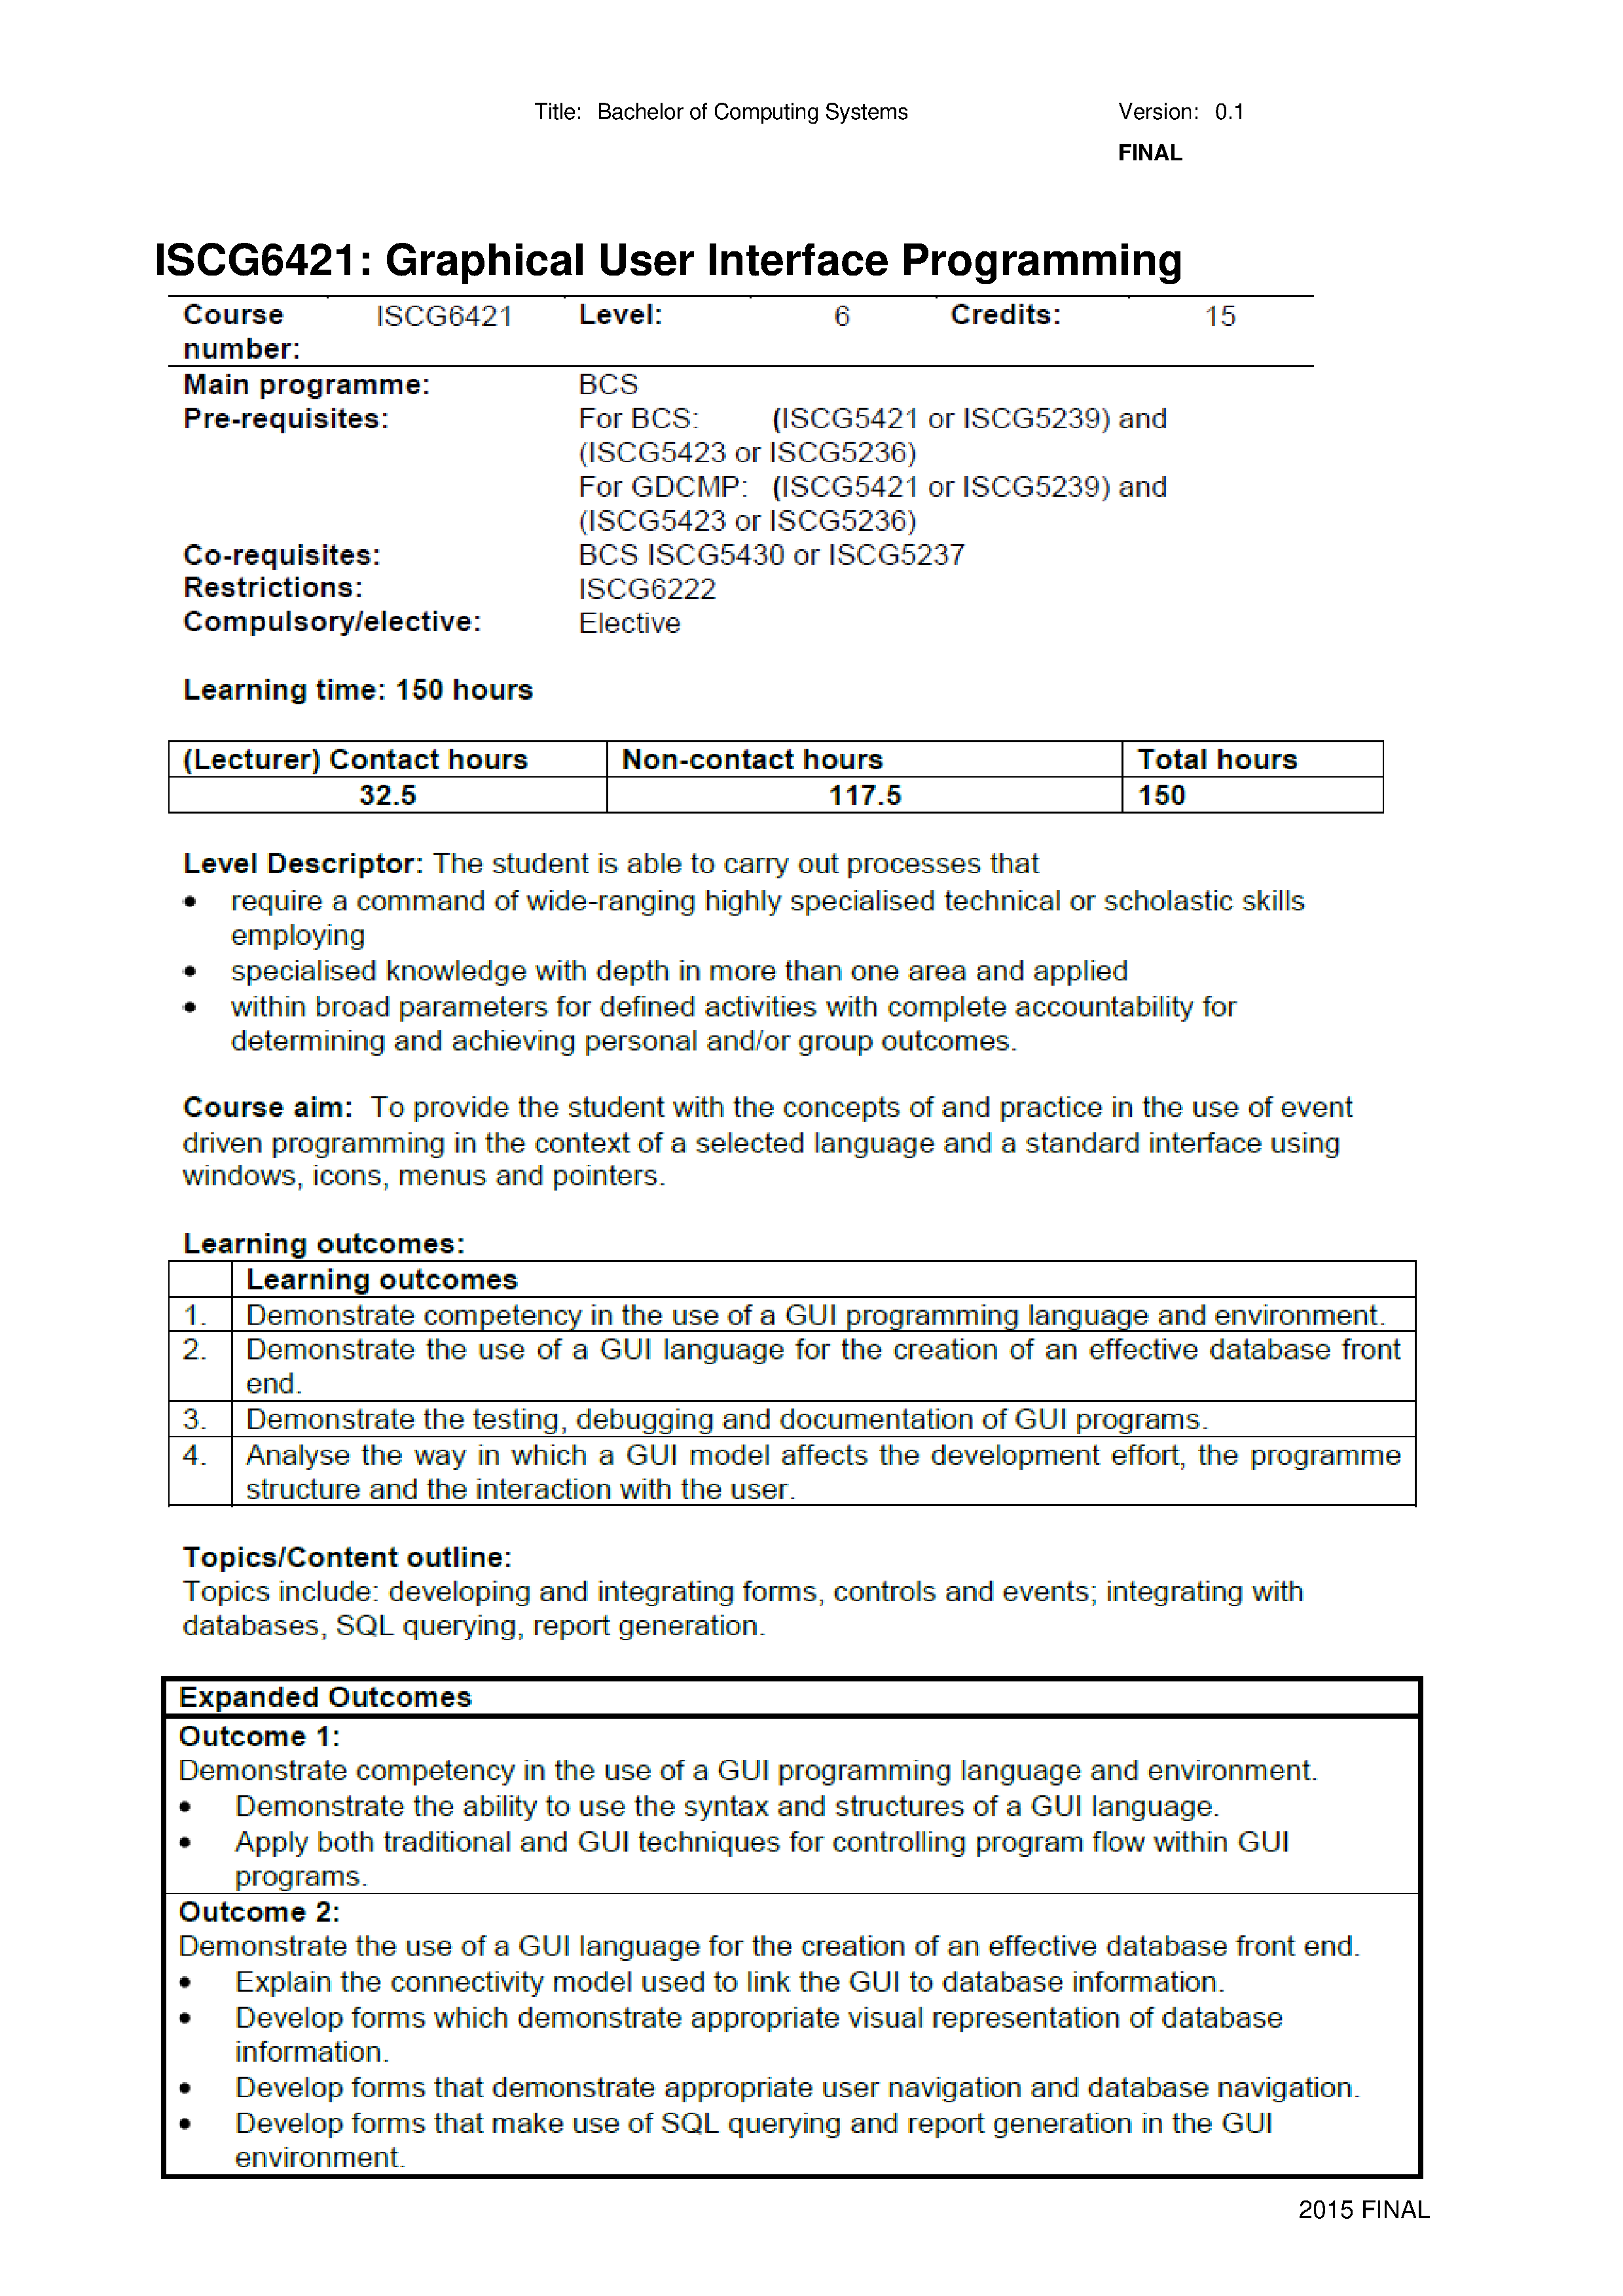 Title: Bachelor of Computing Systems Version: 0.1
FINAL
ISCG6421: Graphical User Interface Programming
Course ISCG6421 Level: 6 Credits: 15
number:
Main programme: BCS
Pre-requisites: For BCS: (ISCG5421 or ISCG5239) and
(ISCG5423 or ISCG5236)
For GDCMP: (ISCG5421 or ISCG5239) and
(ISCG5423 or ISCG5236)
Co-requisites: BCS ISCG5430 or ISCG5237
Restrictions: ISCG6222
Compulsory/elective: Elective
Learning time: 150 hours
(Lecturer) Contact hours Non-contact hours Total hours
32.5 117.5 150
Level Descriptor: The student is able to carry out processes that
• require a command of wide-ranging highly specialised technical or scholastic skills
employing
• specialised knowledge with depth in more than one area and applied
• within broad parameters for defined activities with complete accountability for
determining and achieving personal and/or group outcomes.
Course aim: To provide the student with the concepts of and practice in the use of event
driven programming in the context of a selected language and a standard interface using
windows, icons, menus and pointers.
Learning outcomes:
Learning outcomes
1. Demonstrate competency in the use of a GUI programming language and environment.
2. Demonstrate the use of a GUI language for the creation of an effective database front
end.
3. Demonstrate the testing, debugging and documentation of GUI programs.
4. Analyse the way in which a GUI model affects the development effort, the programme
structure and the interaction with the user.
Topics/Content outline:
Topics include: developing and integrating forms, controls and events; integrating with
databases, SQL querying, report generation.
Expanded Outcomes
Outcome 1:
Demonstrate competency in the use of a GUI programming language and environment.
• Demonstrate the ability to use the syntax and structures of a GUI language.
• Apply both traditional and GUI techniques for controlling program flow within GUI
programs.
Outcome 2:
Demonstrate the use of a GUI language for the creation of an effective database front end.
• Explain the connectivity model used to link the GUI to database information.
• Develop forms which demonstrate appropriate visual representation of database
information.
• Develop forms that demonstrate appropriate user navigation and database navigation.
• Develop forms that make use of SQL querying and report generation in the GUI
environment.
2015 FINAL